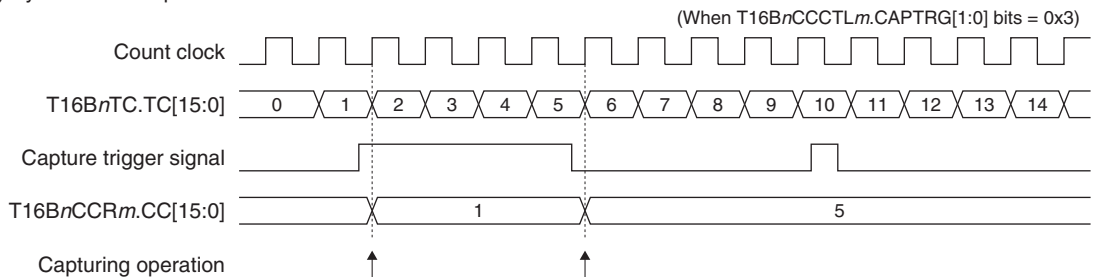 (When T16BnCCCTLm.CAPTRG[1:0] bits = 0x3)
Count clock
T16BnTC.TC[15:0] 0 1 2 3 4 5 6 7 8 9 10 11 12 13 14
Capture trigger signal
T16BnCCRm.CC[15:0] 1 5
Capturing operation